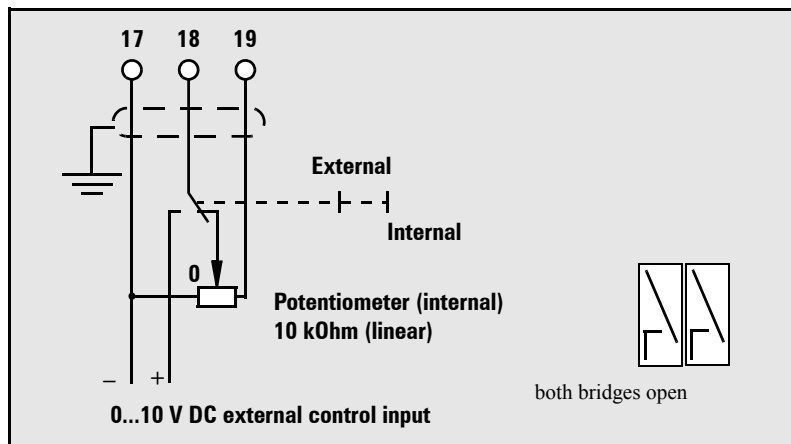 17 18 19
External
Internal
0
Potentiometer (internal)
10 kOhm (linear)
– +
both bridges open
0...10 V DC external control input